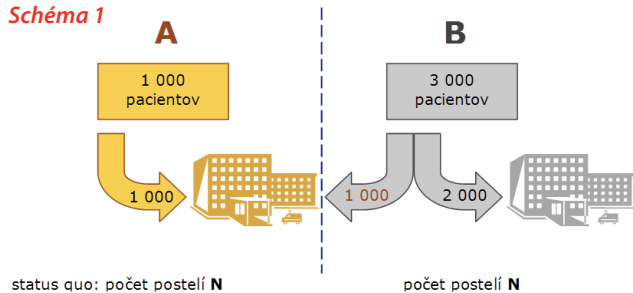 Schéma 1
A
B
1 000
pacientov
3 000
pacientov
1 000
1 000
2 000
status quo: počet postelí N
počet postelí N